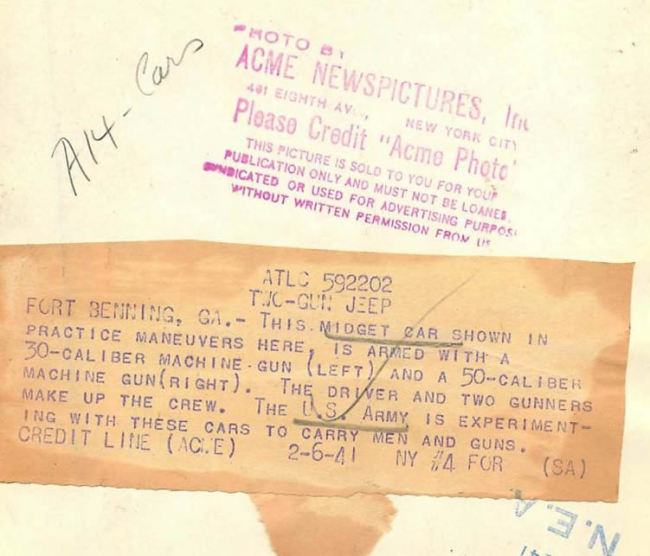 A14 - Cars
PHOTO BY
ACME NEWSPICTURES, Inc
461 EIGHTH AVE., NEW YORK CITY
Please Credit "Acme Photo"
THIS PICTURE IS SOLD TO YOU FOR YOUR
PUBLICATION ONLY AND MUST NOT BE LOANED,
SYNDICATED OR USED FOR ADVERTISING PURPOSES
WITHOUT WRITTEN PERMISSION FROM US
ATLC 592202
TWO-GUN JEEP
FORT BENNING, GA.- THIS MIDGET CAR SHOWN IN
PRACTICE MANEUVERS HERE, IS ARMED WITH A
30-CALIBER MACHINE GUN (LEFT) AND A 50-CALIBER
MACHINE GUN(RIGHT). THE DRIVER AND TWO GUNNERS
MAKE UP THE CREW. THE U.S. ARMY IS EXPERIMENT-
ING WITH THESE CARS TO CARRY MEN AND GUNS.
CREDIT LINE (ACME) 2-6-41 NY #4 FOR (SA)
N.E.A